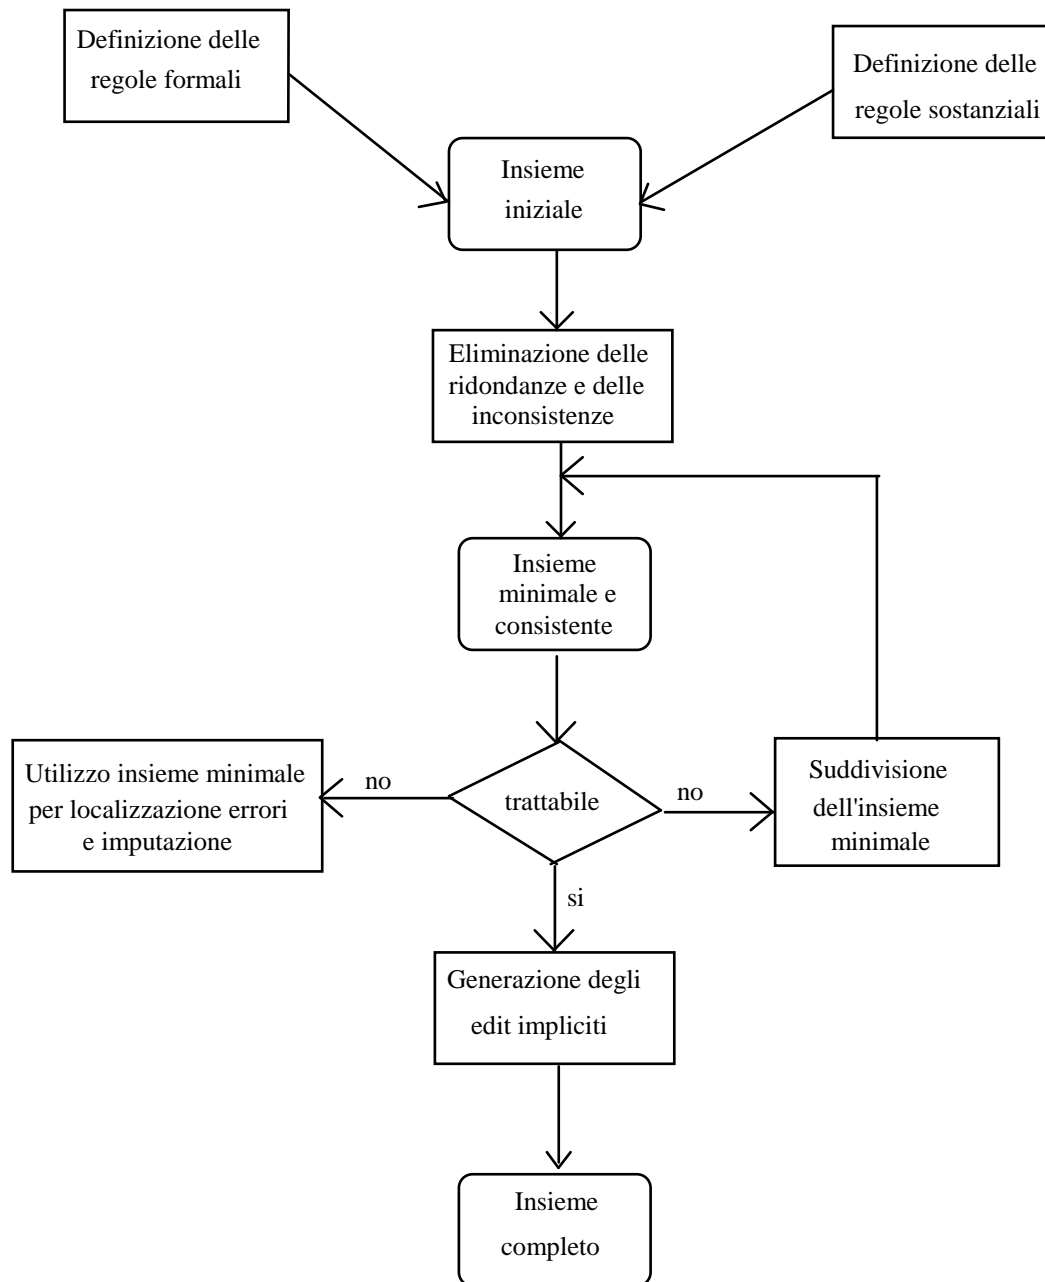 Definizione delle
regole formali
Definizione delle
regole sostanziali
Insieme
iniziale
Eliminazione delle
ridondanze e delle
inconsistenze
Insieme
minimale e
consistente
Utilizzo insieme minimale
per localizzazione errori
e imputazione
no
trattabile
no
Suddivisione
dell'insieme
minimale
si
Generazione degli
edit impliciti
Insieme
completo